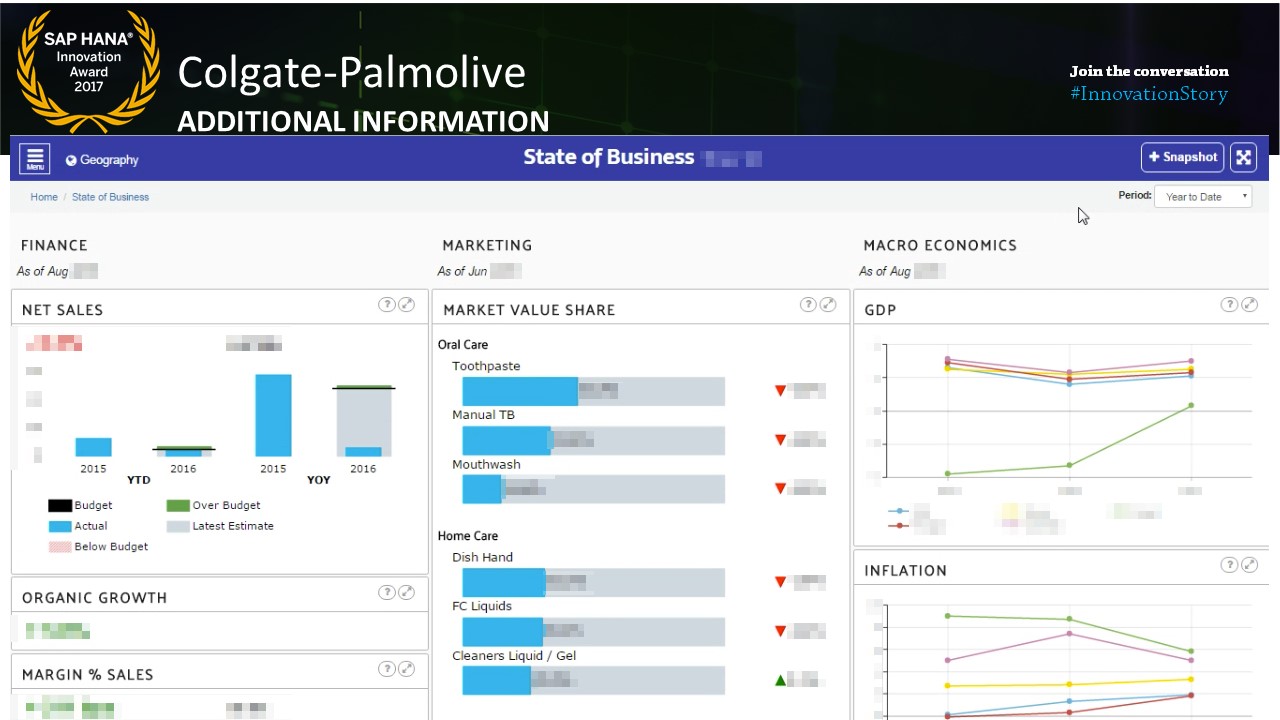 SAP HANA®
Innovation
Award
2017
Colgate-Palmolive
ADDITIONAL INFORMATION
Join the conversation
#InnovationStory
Menu
Geography
State of Business
+ Snapshot
Home / State of Business
Period: Year to Date
FINANCE
As of Aug
NET SALES
?
2015 2016 2015 2016
YTD YOY
Budget Over Budget
Actual Latest Estimate
Below Budget
ORGANIC GROWTH
?
MARGIN % SALES
?
MARKETING
As of Jun
MARKET VALUE SHARE
?
Oral Care
Toothpaste
Manual TB
Mouthwash
Home Care
Dish Hand
FC Liquids
Cleaners Liquid / Gel
MACRO ECONOMICS
As of Aug
GDP
?
INFLATION
?